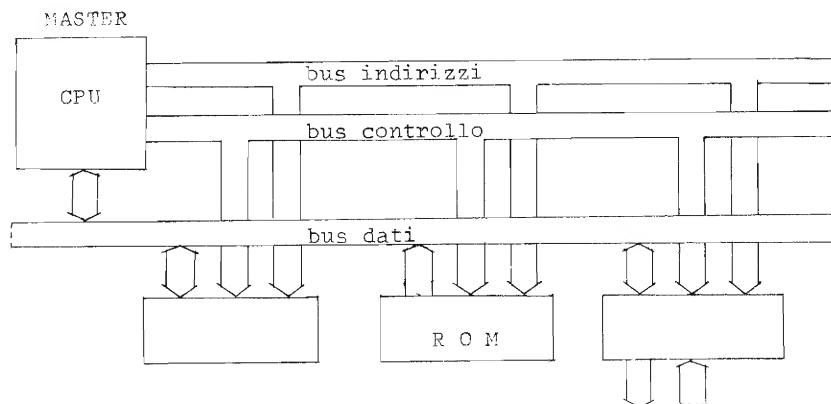 MASTER
CPU
bus indirizzi
bus controllo
bus dati
R O M